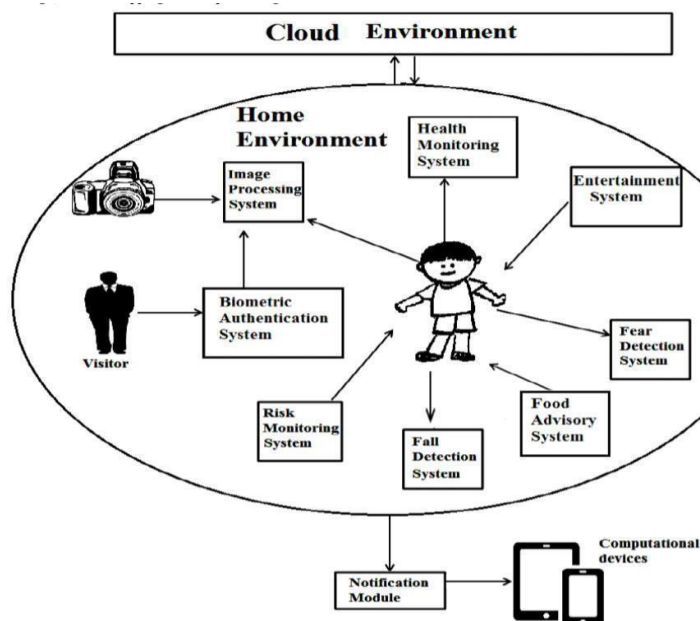 Cloud Environment
Home
Environment
Health
Monitoring
System
Image
Processing
System
Entertainment
System
Biometric
Authentication
System
Visitor
Fear
Detection
System
Risk
Monitoring
System
Food
Advisory
System
Fall
Detection
System
Computational
devices
Notification
Module